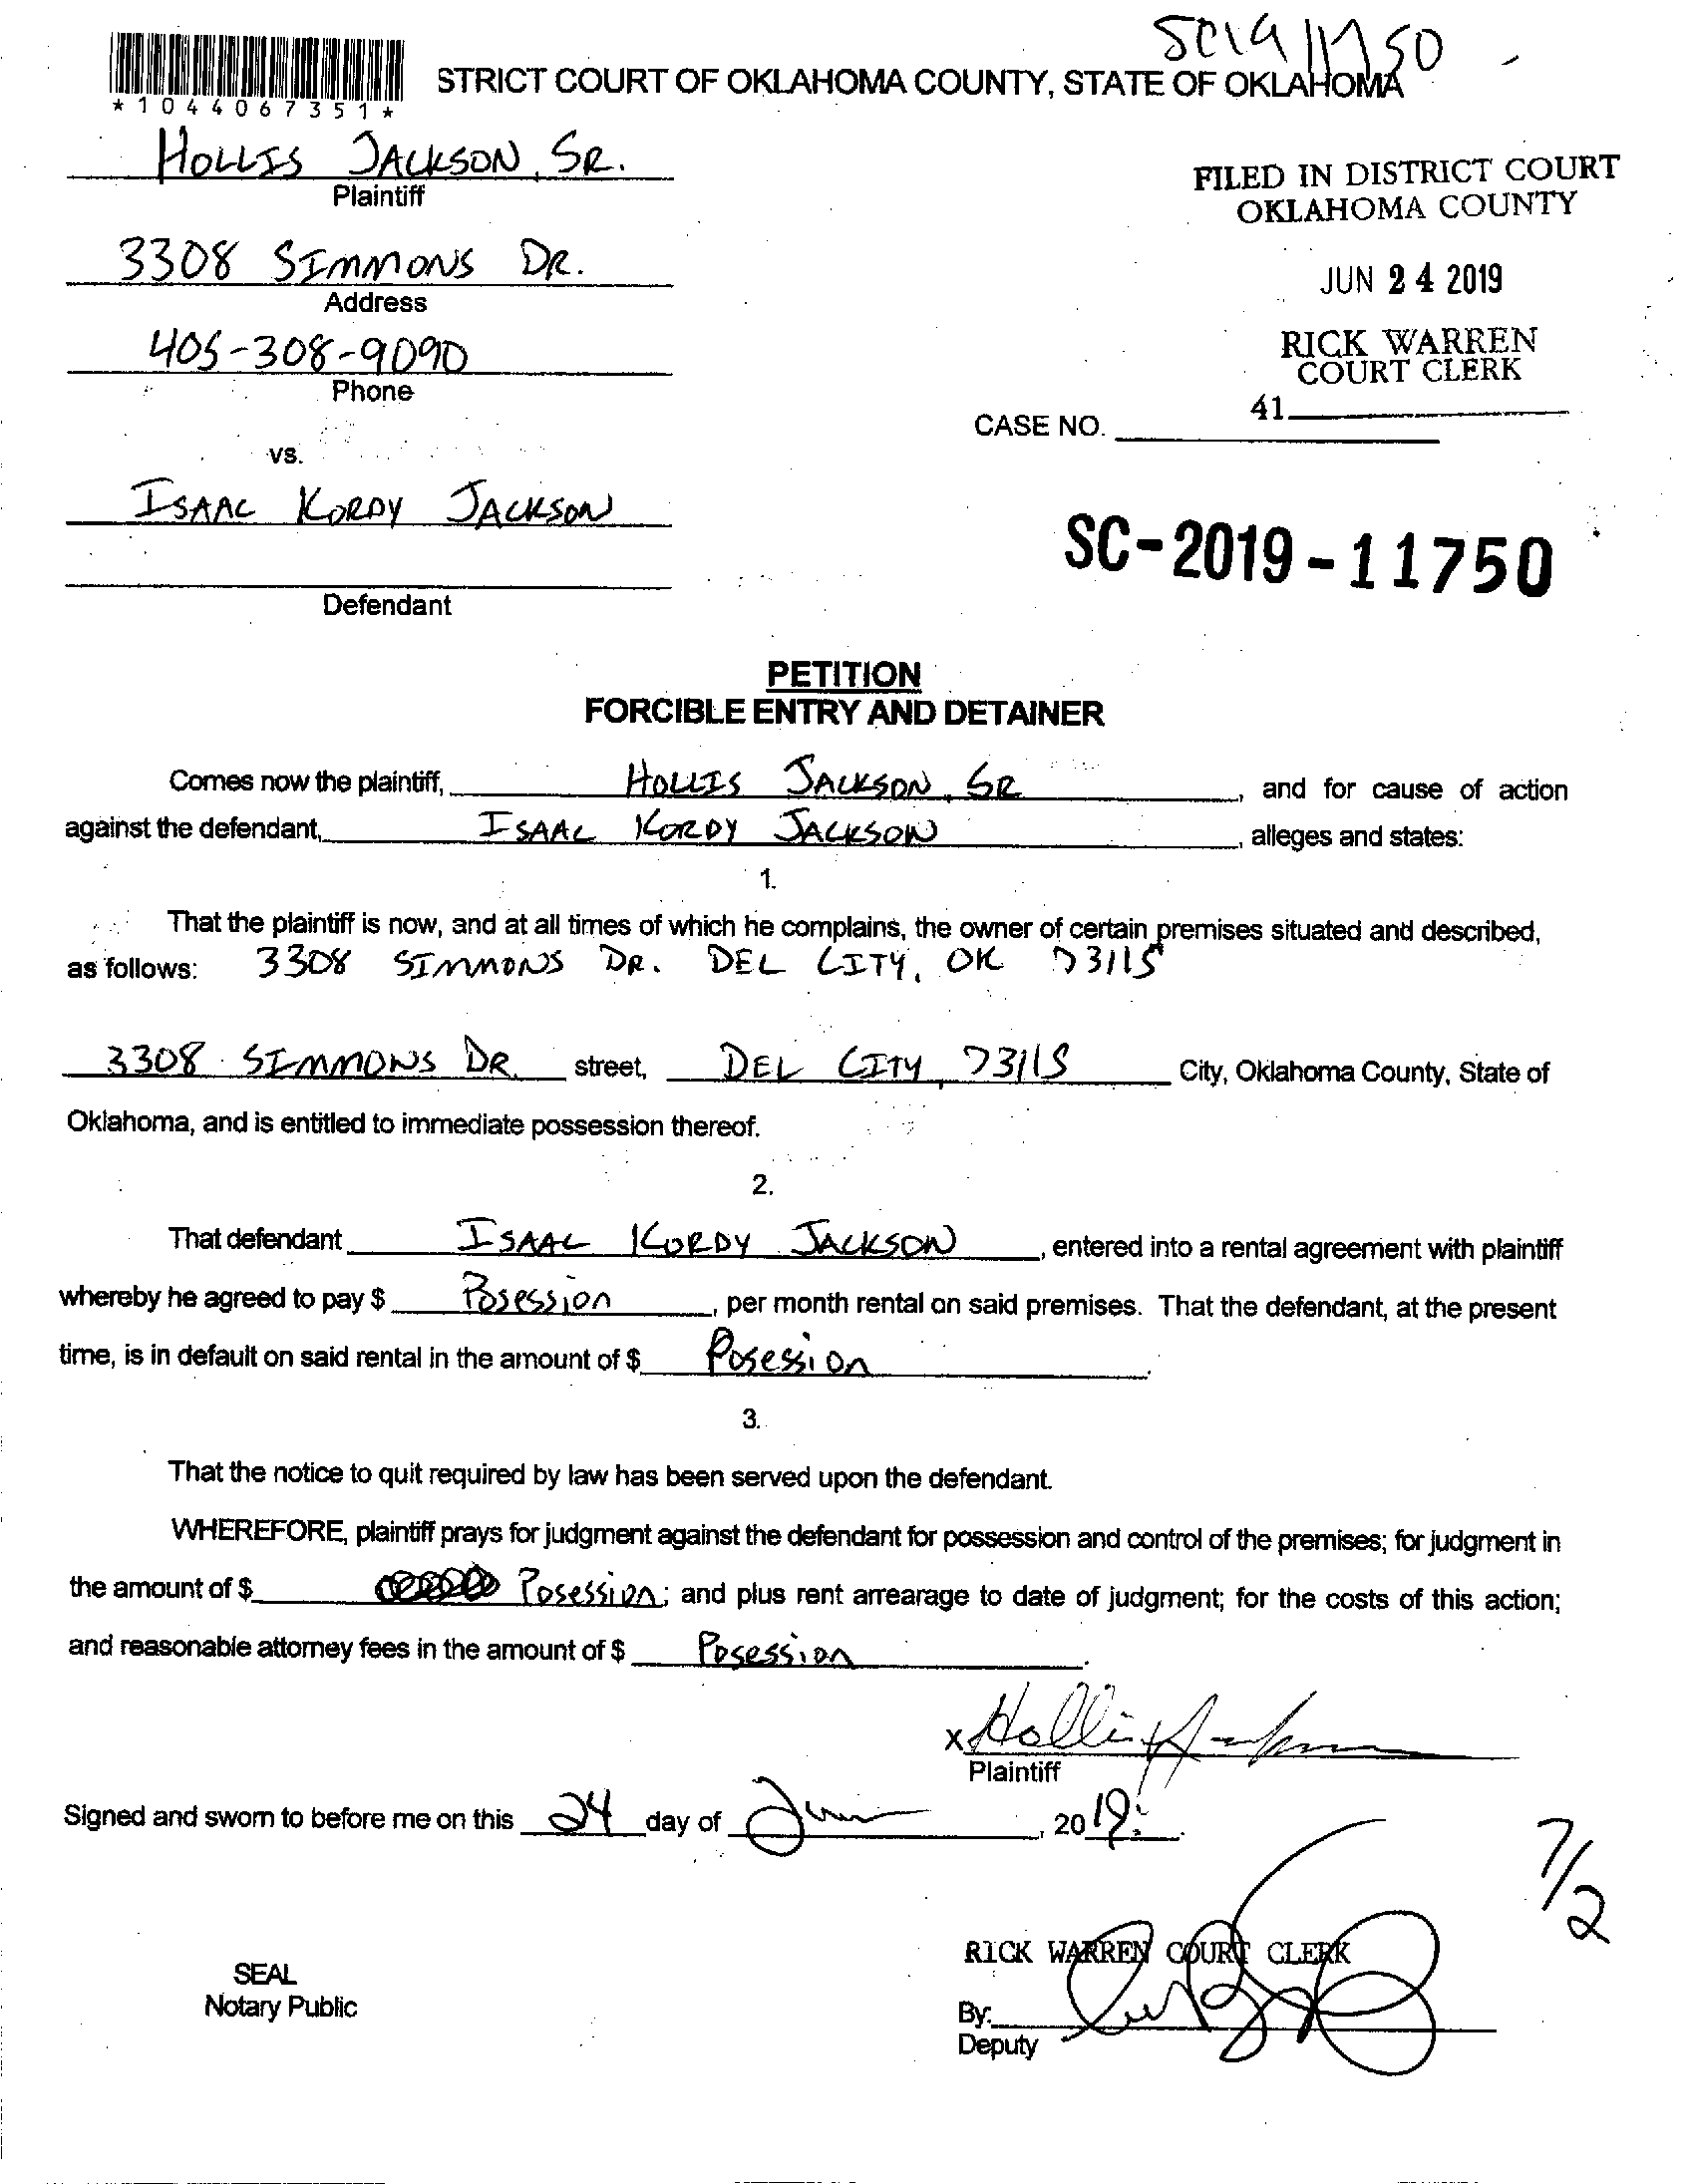 SC19 11750
STRICT COURT OF OKLAHOMA COUNTY, STATE OF OKLAHOMA
*1044067351*
HOLLIS JACKSON, SR.
Plaintiff
FILED IN DISTRICT COURT
OKLAHOMA COUNTY
3308 SIMMONS DR.
Address
JUN 24 2019
405-308-9090
Phone
RICK WARREN
COURT CLERK
41
CASE NO.
vs.
ISAAC KORDY JACKSON
Defendant
SC-2019-11750
PETITION
FORCIBLE ENTRY AND DETAINER
Comes now the plaintiff, HOLLIS JACKSON, SR, and for cause of action
against the defendant, ISAAC KORDY JACKSON, alleges and states:
1.
That the plaintiff is now, and at all times of which he complains, the owner of certain premises situated and described,
as follows: 3308 SIMMONS DR. DEL CITY, OK 73115
3308 SIMMONS DR. street, DEL CITY, 73115 City, Oklahoma County, State of
Oklahoma, and is entitled to immediate possession thereof.
2.
That defendant ISAAC KORDY JACKSON, entered into a rental agreement with plaintiff
whereby he agreed to pay $ Posession, per month rental on said premises. That the defendant, at the present
time, is in default on said rental in the amount of $ Posession.
3.
That the notice to quit required by law has been served upon the defendant.
WHEREFORE, plaintiff prays for judgment against the defendant for possession and control of the premises; for judgment in
the amount of $ Posession; and plus rent arrearage to date of judgment; for the costs of this action;
and reasonable attorney fees in the amount of $ Posession.
x Hollis Jackson
Plaintiff
Signed and sworn to before me on this 24 day of June, 2019.
7/2
RICK WARREN COURT CLERK
SEAL
Notary Public
By:
Deputy